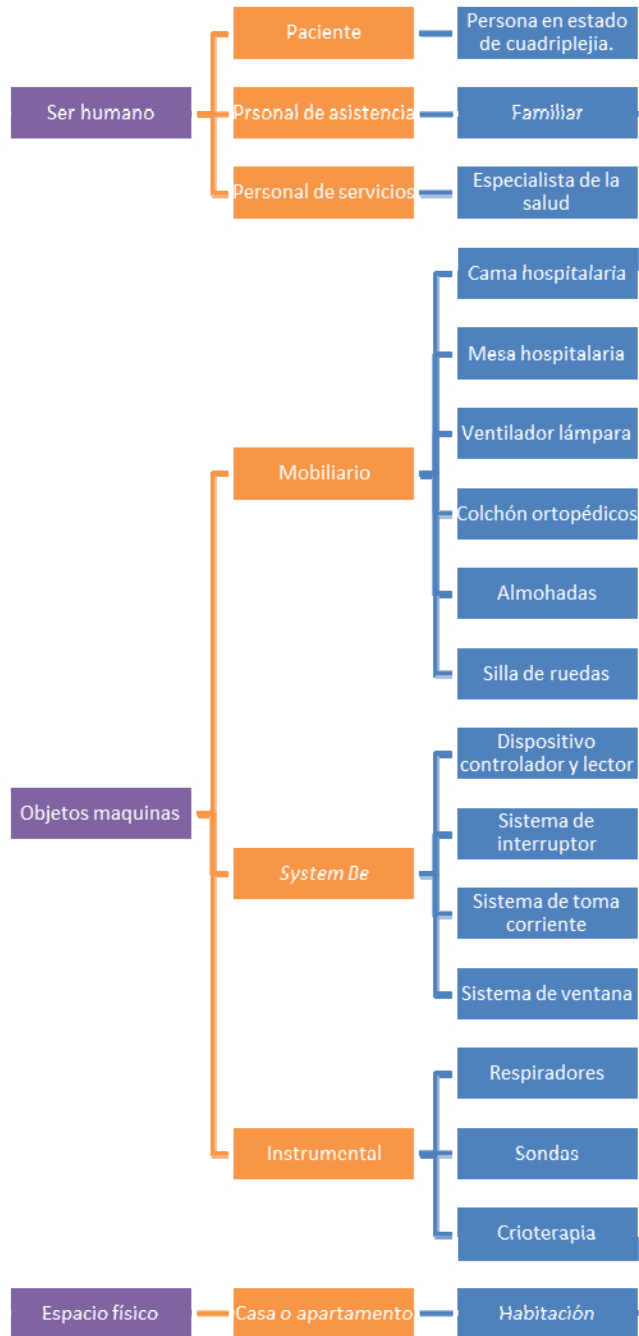 Ser humano
Paciente
Persona en estado
de cuadriplejía.
Prsonal de asistencia
Familiar
Personal de servicios
Especialista de la
salud
Objetos maquinas
Mobiliario
Cama hospitalaria
Mesa hospitalaria
Ventilador lámpara
Colchón ortopédicos
Almohadas
Silla de ruedas
System Be
Dispositivo
controlador y lector
Sistema de
interruptor
Sistema de toma
corriente
Sistema de ventana
Instrumental
Respiradores
Sondas
Crioterapia
Espacio físico
Casa o apartamento
Habitación